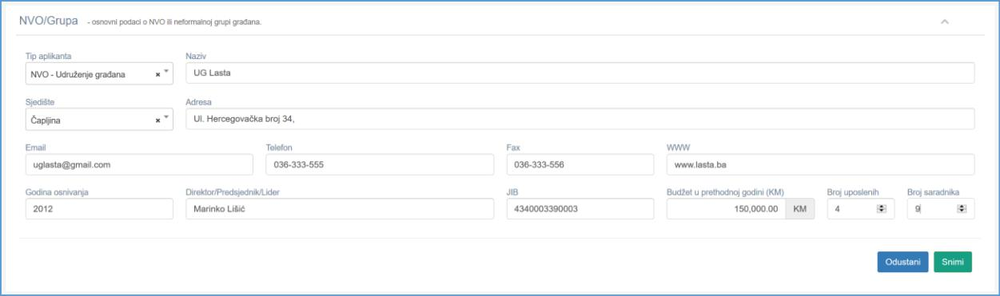 NVO/Grupa - osnovni podaci o NVO ili neformalnoj grupi građana.
Tip aplikanta Naziv
NVO - Udruženje građana × UG Lasta
Sjedište Adresa
Čapljina × Ul. Hercegovačka broj 34,
Email Telefon Fax WWW
uglasta@gmail.com 036-333-555 036-333-556 www.lasta.ba
Godina osnivanja Direktor/Predsjednik/Lider JIB Budžet u prethodnoj godini (KM) Broj uposlenih Broj saradnika
2012 Marinko Lišić 4340003390003 150,000.00 KM 4 9
Odustani Snimi